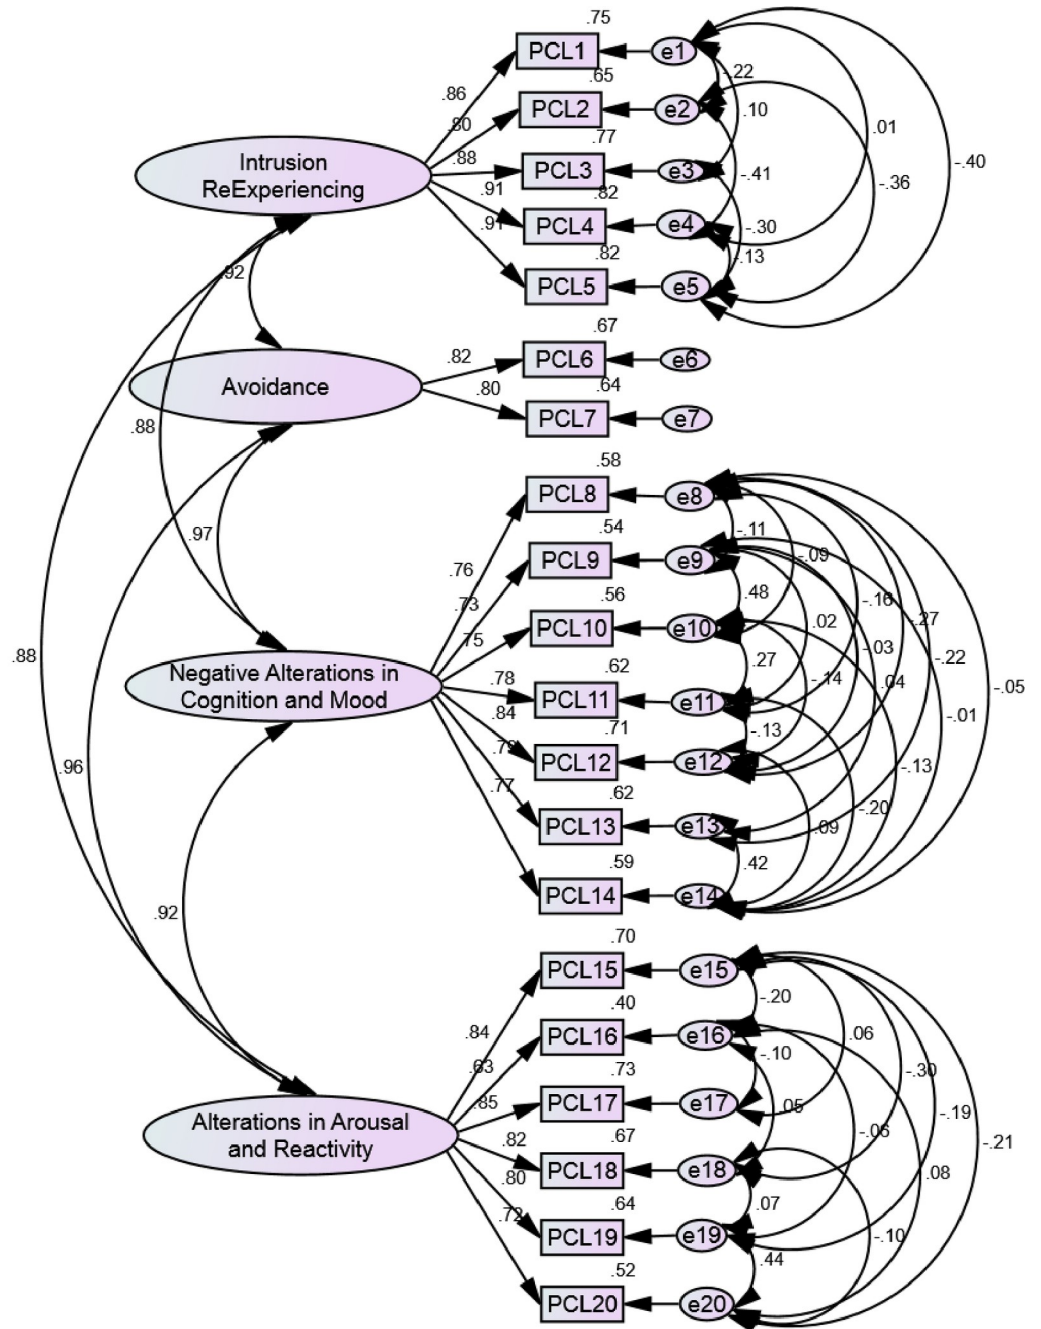 .75
PCL1
e1
.65
.86
-.22
PCL2
e2
.10
.80
.01
.77
Intrusion
ReExperiencing
.88
PCL3
e3
-.41
-.40
-.36
.91
.82
PCL4
e4
-.30
.91
.82
-.13
PCL5
e5
.92
.67
.82
PCL6
e6
Avoidance
.64
.80
PCL7
e7
.88
.58
PCL8
e8
.97
.54
-.11
-.09
PCL9
e9
.76
.48
-.16
.73
.56
.02
.27
PCL10
e10
.75
.03
-.22
.62
.27
-.14
.04
-.05
Negative Alterations in
Cognition and Mood
.78
PCL11
e11
-.01
.84
.71
-.13
.88
PCL12
e12
-.13
.96
.77
.62
-.20
PCL13
e13
.09
.59
.42
PCL14
e14
.92
.70
PCL15
e15
.40
-.20
.84
PCL16
e16
.06
-.10
.63
.73
-.30
.85
PCL17
e17
.05
-.19
Alterations in Arousal
and Reactivity
.82
.67
-.06
-.21
PCL18
e18
.08
.80
.64
.07
.72
PCL19
e19
-.10
.52
.44
PCL20
e20